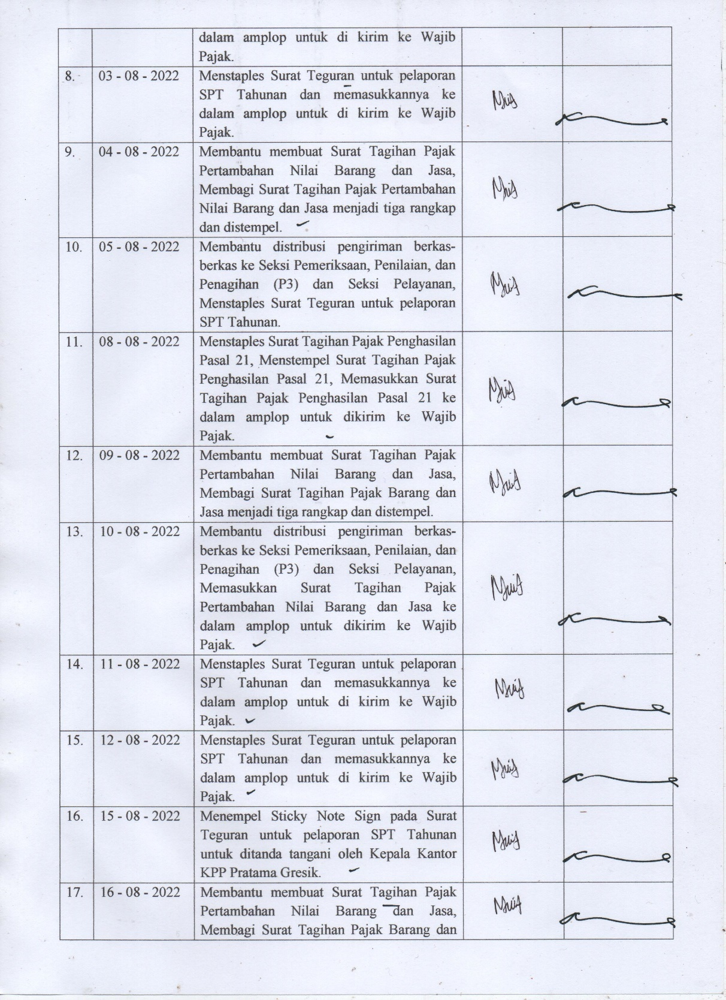 dalam amplop untuk di kirim ke Wajib
Pajak.
8. 03 - 08 - 2022 Menstaples Surat Teguran untuk pelaporan
SPT Tahunan dan memasukkannya ke
dalam amplop untuk di kirim ke Wajib
Pajak.
9. 04 - 08 - 2022 Membantu membuat Surat Tagihan Pajak
Pertambahan Nilai Barang dan Jasa,
Membagi Surat Tagihan Pajak Pertambahan
Nilai Barang dan Jasa menjadi tiga rangkap
dan distempel.
10. 05 - 08 - 2022 Membantu distribusi pengiriman berkas-
berkas ke Seksi Pemeriksaan, Penilaian, dan
Penagihan (P3) dan Seksi Pelayanan,
Menstaples Surat Teguran untuk pelaporan
SPT Tahunan.
11. 08 - 08 - 2022 Menstaples Surat Tagihan Pajak Penghasilan
Pasal 21, Menstempel Surat Tagihan Pajak
Penghasilan Pasal 21, Memasukkan Surat
Tagihan Pajak Penghasilan Pasal 21 ke
dalam amplop untuk dikirim ke Wajib
Pajak.
12. 09 - 08 - 2022 Membantu membuat Surat Tagihan Pajak
Pertambahan Nilai Barang dan Jasa,
Membagi Surat Tagihan Pajak Barang dan
Jasa menjadi tiga rangkap dan distempel.
13. 10 - 08 - 2022 Membantu distribusi pengiriman berkas-
berkas ke Seksi Pemeriksaan, Penilaian, dan
Penagihan (P3) dan Seksi Pelayanan,
Memasukkan Surat Tagihan Pajak
Pertambahan Nilai Barang dan Jasa ke
dalam amplop untuk dikirim ke Wajib
Pajak.
14. 11 - 08 - 2022 Menstaples Surat Teguran untuk pelaporan
SPT Tahunan dan memasukkannya ke
dalam amplop untuk di kirim ke Wajib
Pajak.
15. 12 - 08 - 2022 Menstaples Surat Teguran untuk pelaporan
SPT Tahunan dan memasukkannya ke
dalam amplop untuk di kirim ke Wajib
Pajak.
16. 15 - 08 - 2022 Menempel Sticky Note Sign pada Surat
Teguran untuk pelaporan SPT Tahunan
untuk ditanda tangani oleh Kepala Kantor
KPP Pratama Gresik.
17. 16 - 08 - 2022 Membantu membuat Surat Tagihan Pajak
Pertambahan Nilai Barang dan Jasa,
Membagi Surat Tagihan Pajak Barang dan